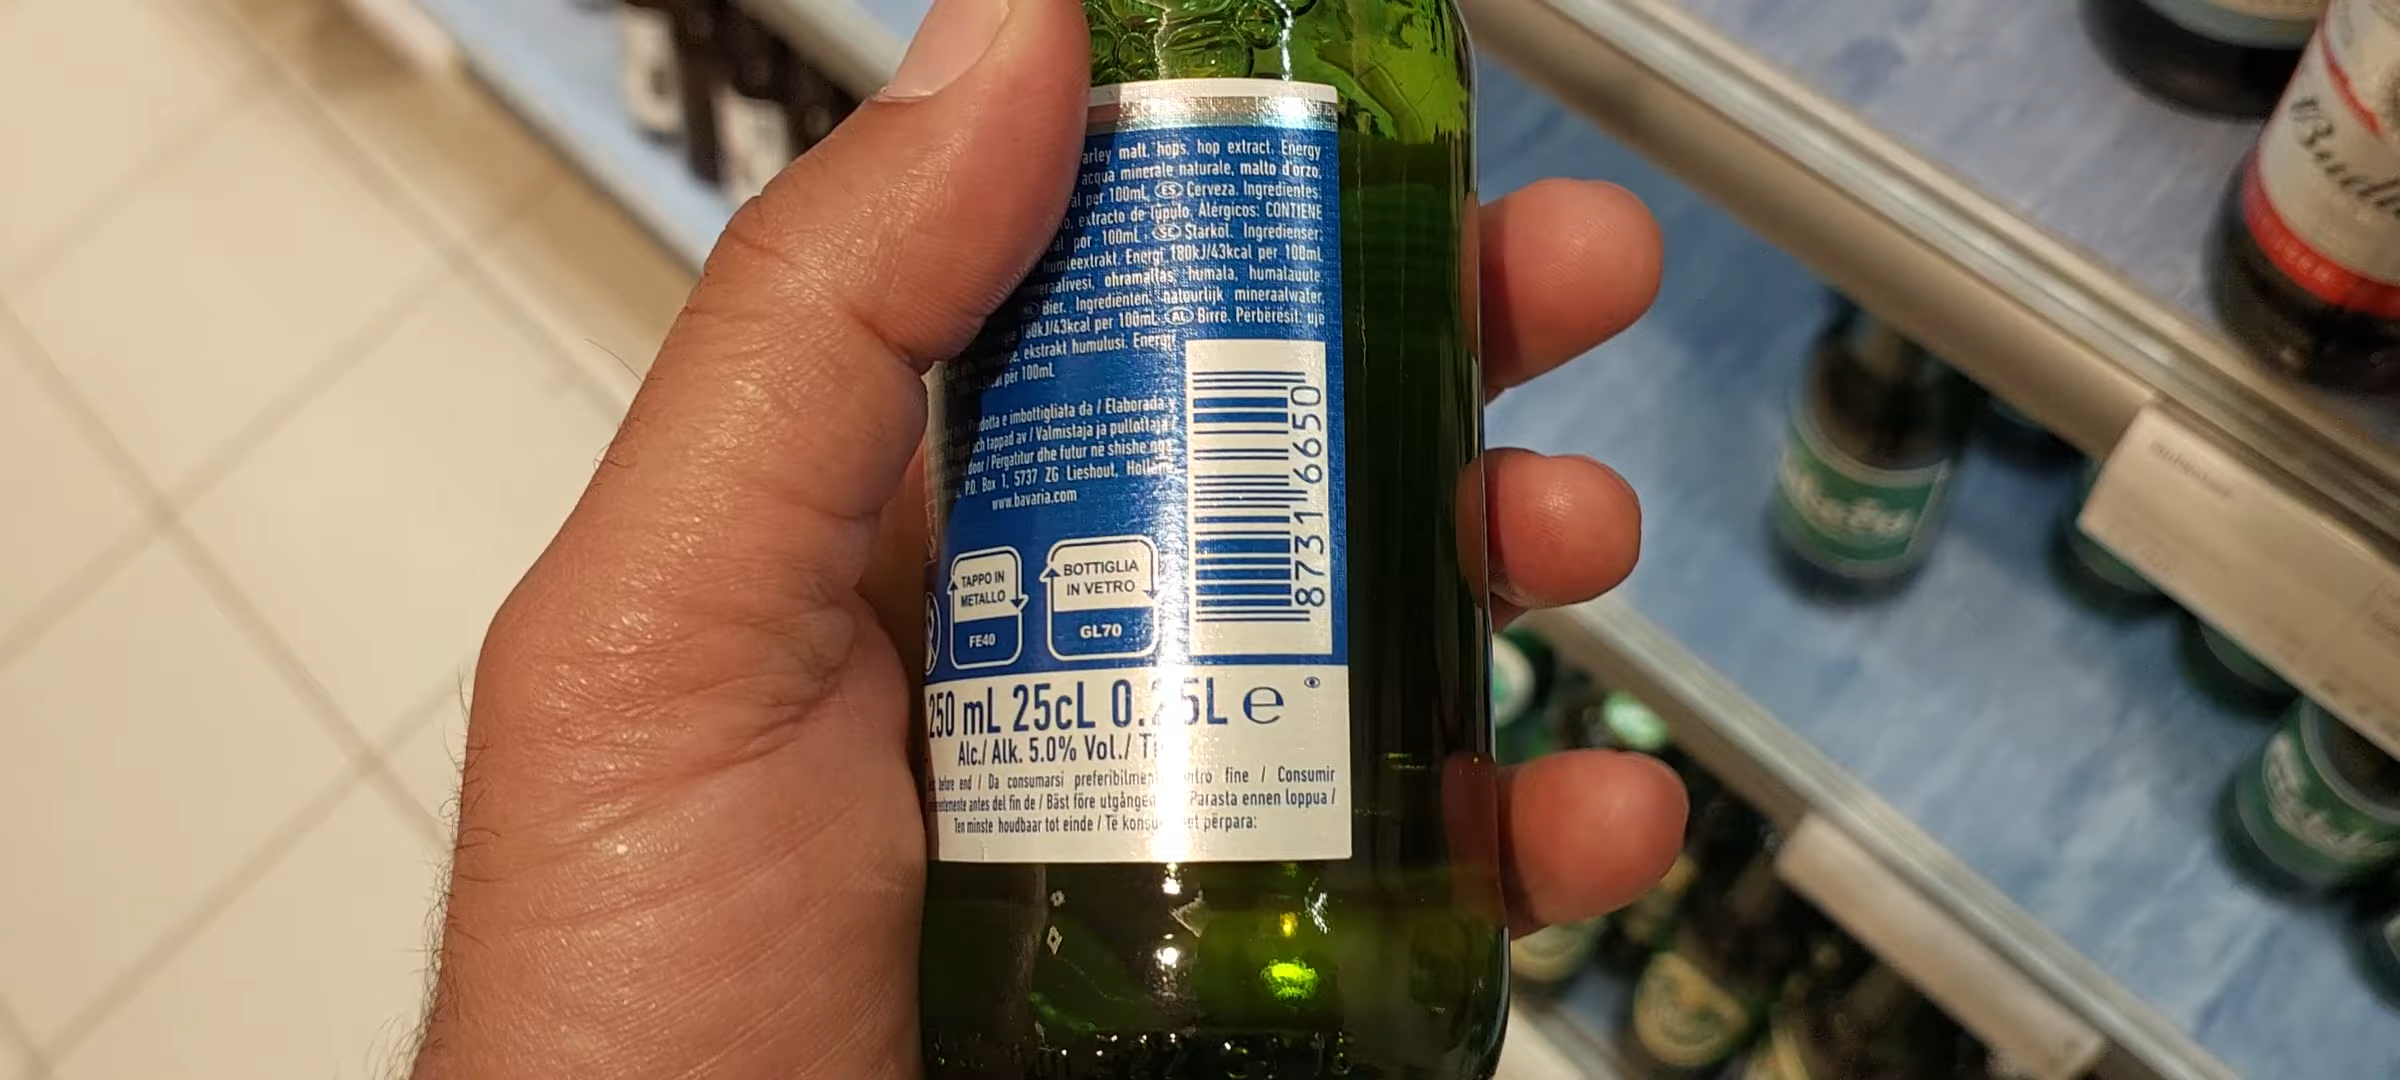 malt, hops, hop extract. Energy
acqua minerale naturale, malto d'orzo,
per 100mL (ES) Cerveza. Ingredientes:
extracto de lúpulo. Alérgicos: CONTIENE
por 100mL (SE) Starköl. Ingredienser:
humleextrakt. Energi 180kJ/43kcal per 100mL
ohramallas, humala, humalauute.
Bier. Ingrediënten: natuurlijk mineraalwater,
180kJ/43kcal per 100mL (AL) Birrë. Përbërësit: ujë
ekstrakt humulusi. Energji
per 100mL
e imbottigliata da / Elaborada y
och tappad av / Valmistaja ja pullottaja /
door / Përgatitur dhe futur në shishe nga
P.O. Box 1, 5737 ZG Lieshout, Holland.
www.bavaria.com
TAPPO IN
METALLO
FE40
BOTTIGLIA
IN VETRO
GL70
87316650
250 mL 25cL 0.25L e
Alc./ Alk. 5.0% Vol./
before end / Da consumarsi preferibilmente entro fine / Consumir
antes del fin de / Bäst före utgången Parasta ennen loppua /
Ten minste houdbaar tot einde / Të përpara: